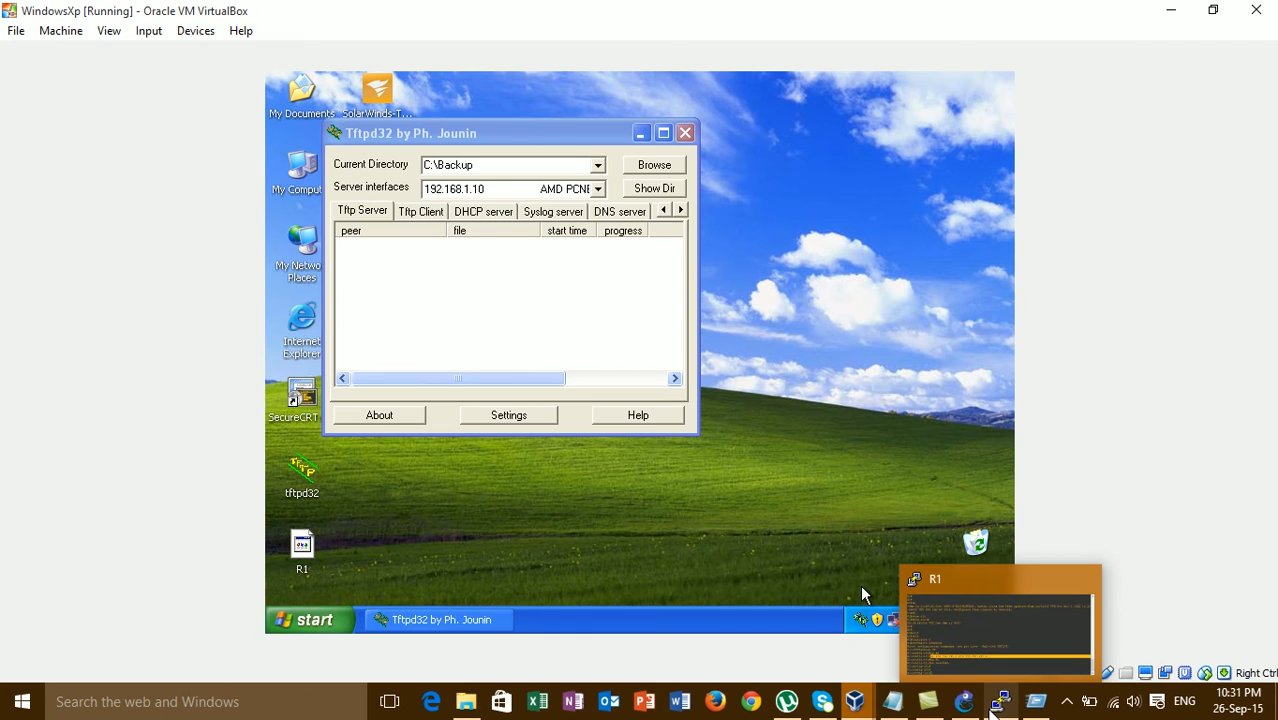 WindowsXp [Running] - Oracle VM VirtualBox
File Machine View Input Devices Help
My Documents SolarWinds-T...
Tftpd32 by Ph. Jounin
Current Directory C:\Backup Browse
My Comput
Server interfaces 192.168.1.10 AMD PCNE Show Dir
Tftp Server Tftp Client DHCP server Syslog server DNS server
peer file start time progress
My Netwo
Places
Internet
Explorer
About Settings Help
SecureCRT
TFTP
tftpd32
R1
R1
start Tftpd32 by Ph. Jounin
Right Ctrl
Search the web and Windows
ENG
10:31 PM
26-Sep-15